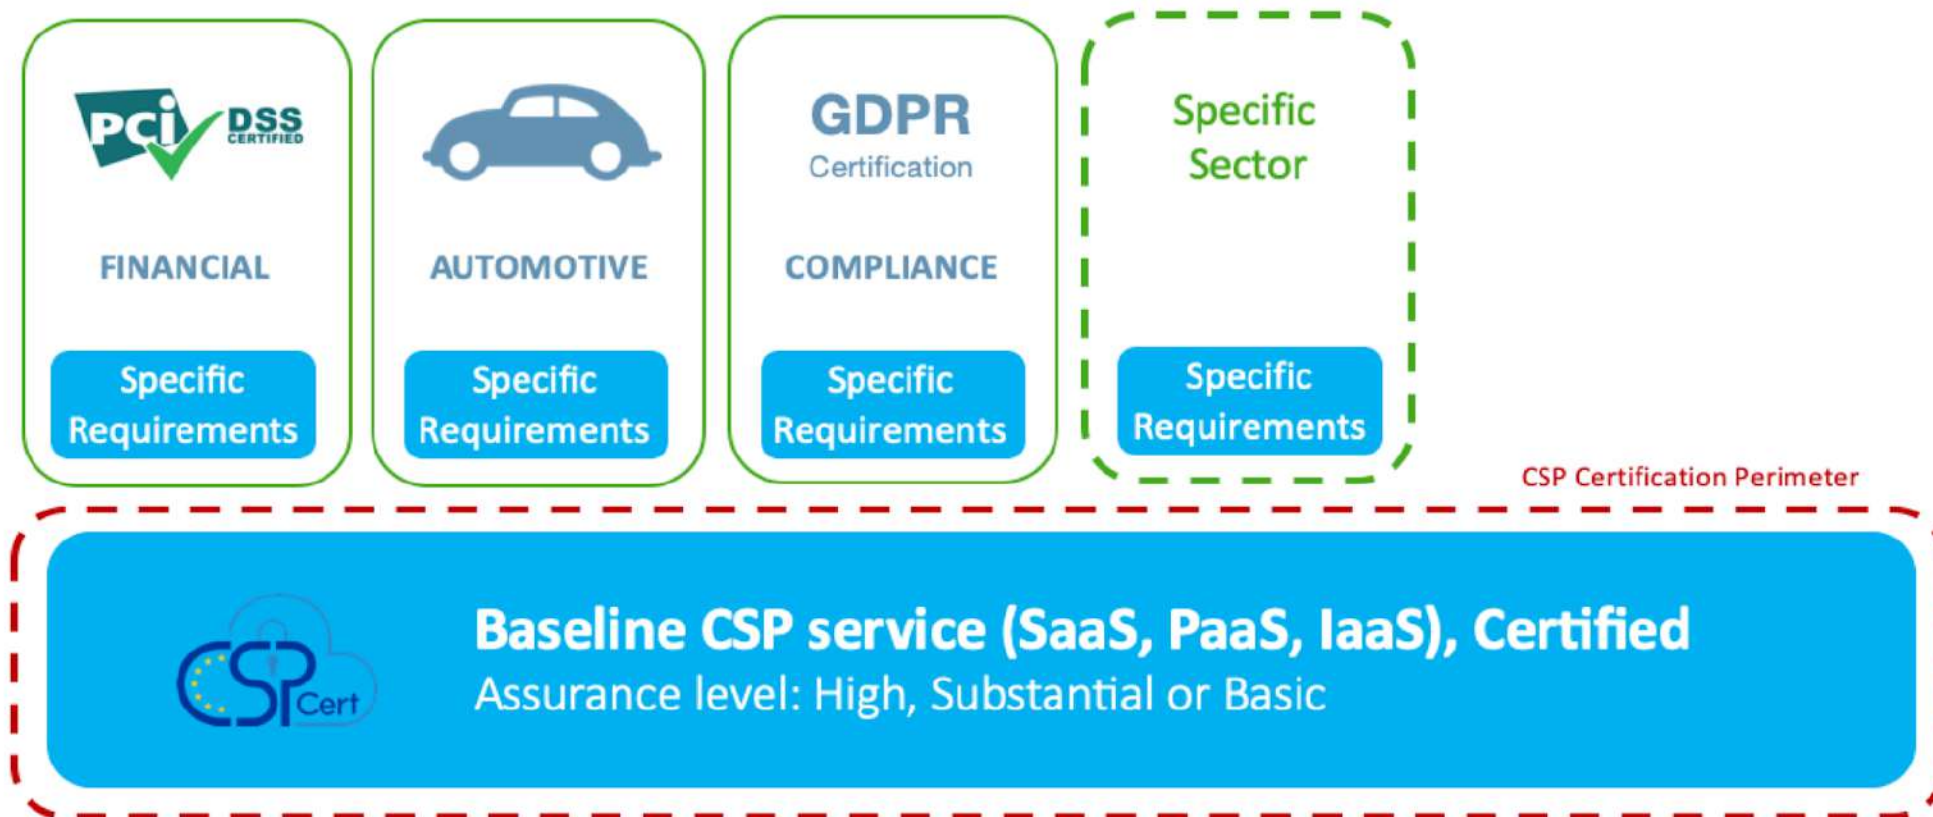 PCi DSS
CERTIFIED
FINANCIAL
Specific
Requirements
AUTOMOTIVE
Specific
Requirements
GDPR
Certification
COMPLIANCE
Specific
Requirements
Specific
Sector
Specific
Requirements
CSP Certification Perimeter
CSP Cert
Baseline CSP service (SaaS, PaaS, IaaS), Certified
Assurance level: High, Substantial or Basic